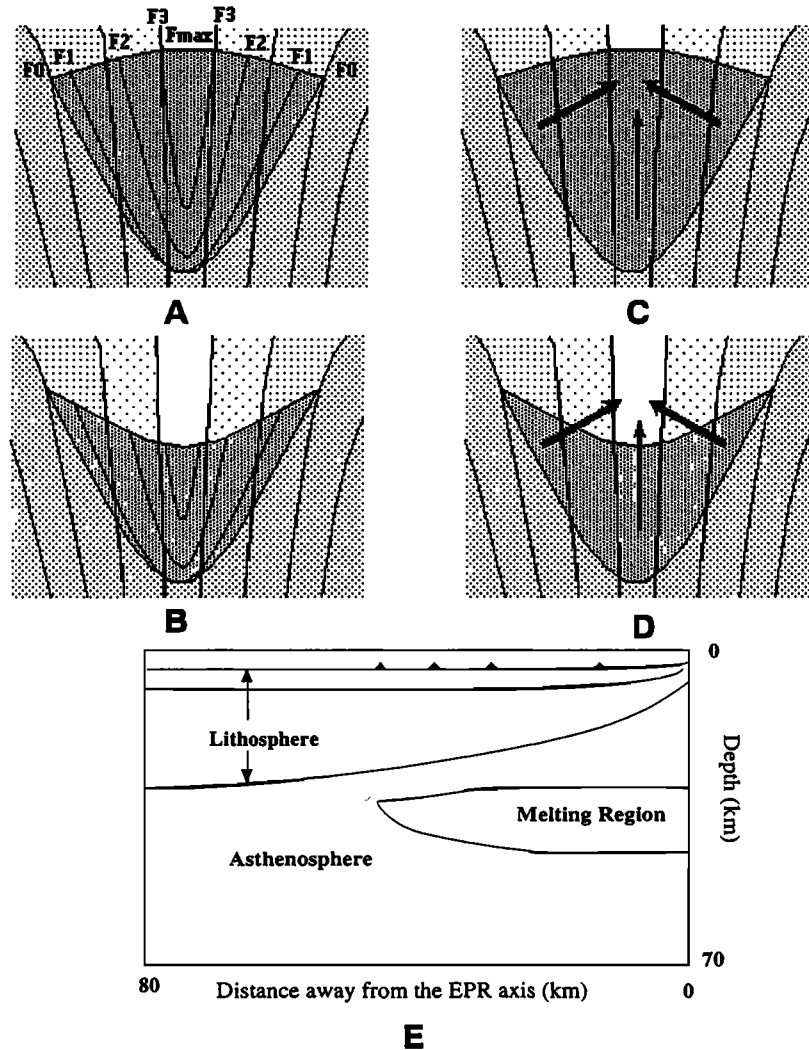 F3 F3
F0 F1 F2 Fmax F2 F1 F0
A
C
B
D
0
Lithosphere
Melting Region
Asthenosphere
Depth (km)
70
80 Distance away from the EPR axis (km) 0
E